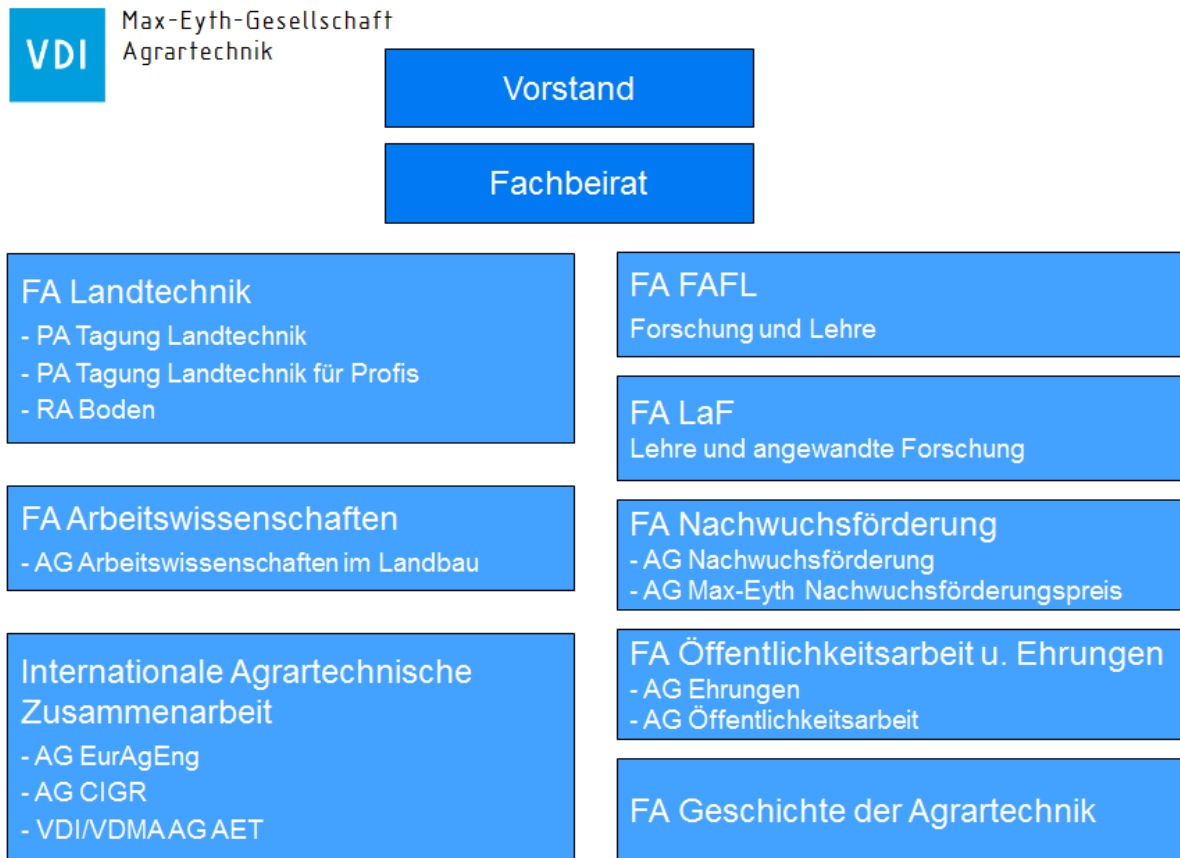 VDI
Max-Eyth-Gesellschaft
Agrartechnik
Vorstand
Fachbeirat
FA Landtechnik
- PA Tagung Landtechnik
- PA Tagung Landtechnik für Profis
- RA Boden
FA Arbeitswissenschaften
- AG Arbeitswissenschaften im Landbau
Internationale Agrartechnische
Zusammenarbeit
- AG EurAgEng
- AG CIGR
- VDI/VDMA AG AET
FA FAFL
Forschung und Lehre
FA LaF
Lehre und angewandte Forschung
FA Nachwuchsförderung
- AG Nachwuchsförderung
- AG Max-Eyth Nachwuchsförderungspreis
FA Öffentlichkeitsarbeit u. Ehrungen
- AG Ehrungen
- AG Öffentlichkeitsarbeit
FA Geschichte der Agrartechnik